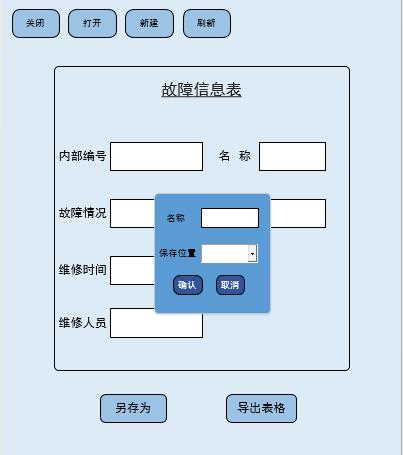 关闭 打开 新建 刷新
故障信息表
内部编号 名 称
故障情况
名称
保存位置
维修时间
确认 取消
维修人员
另存为 导出表格